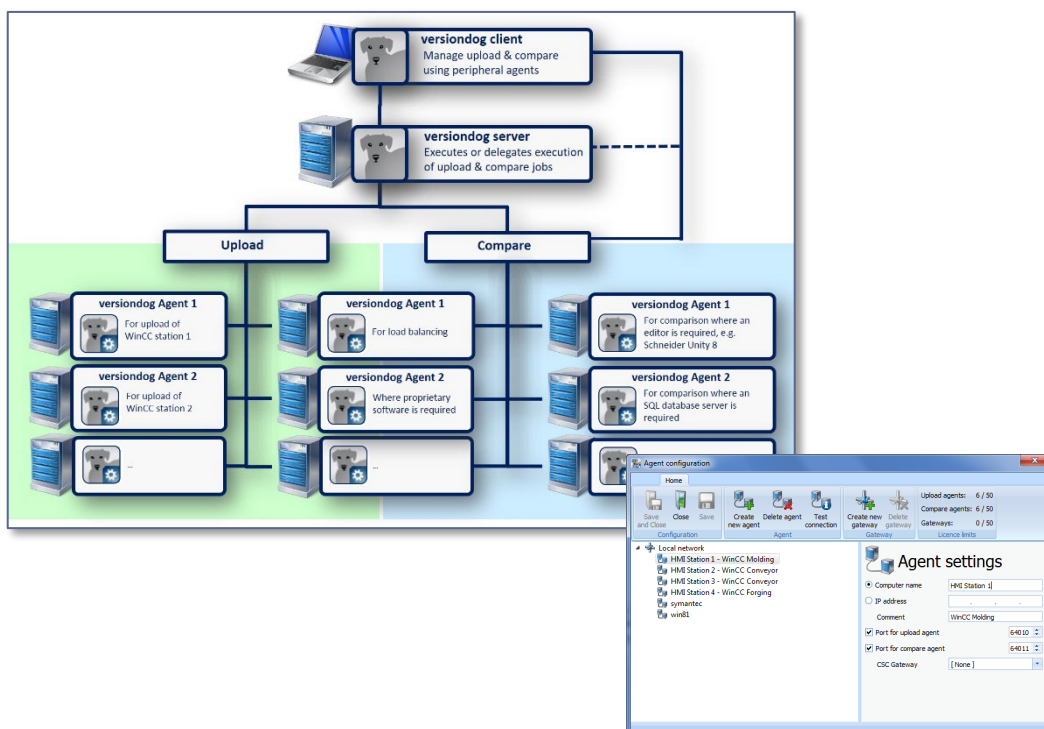 versiondog client
Manage upload & compare
using peripheral agents
versiondog server
Executes or delegates execution
of upload & compare jobs
Upload
Compare
versiondog Agent 1
For upload of
WinCC station 1
versiondog Agent 1
For load balancing
versiondog Agent 1
For comparison where an
editor is required, e.g.
Schneider Unity 8
versiondog Agent 2
For upload of
WinCC station 2
versiondog Agent 2
Where proprietary
software is required
versiondog Agent 2
For comparison where an
SQL database server is
required
...
...
Agent configuration
Home
Save
and Close
Close
Save
Configuration
Create
new agent
Delete agent
Test
connection
Agent
Create new
gateway
Delete
gateway
Gateway
Upload agents: 6 / 50
Compare agents: 6 / 50
Gateways: 0 / 50
Licence limits
Local network
HMI Station 1 - WinCC Molding
HMI Station 2 - WinCC Conveyor
HMI Station 3 - WinCC Conveyor
HMI Station 4 - WinCC Forging
symantec
win81
Agent settings
Computer name HMI Station 1
IP address . . .
Comment WinCC Molding
Port for upload agent 64010
Port for compare agent 64011
CSC Gateway [ None ]